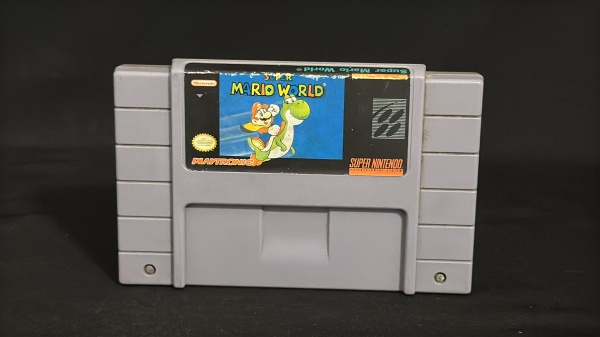 Super Mario World®
Nintendo
SUPER
MARIO WORLD
PLAYTRONIC
SUPER NINTENDO